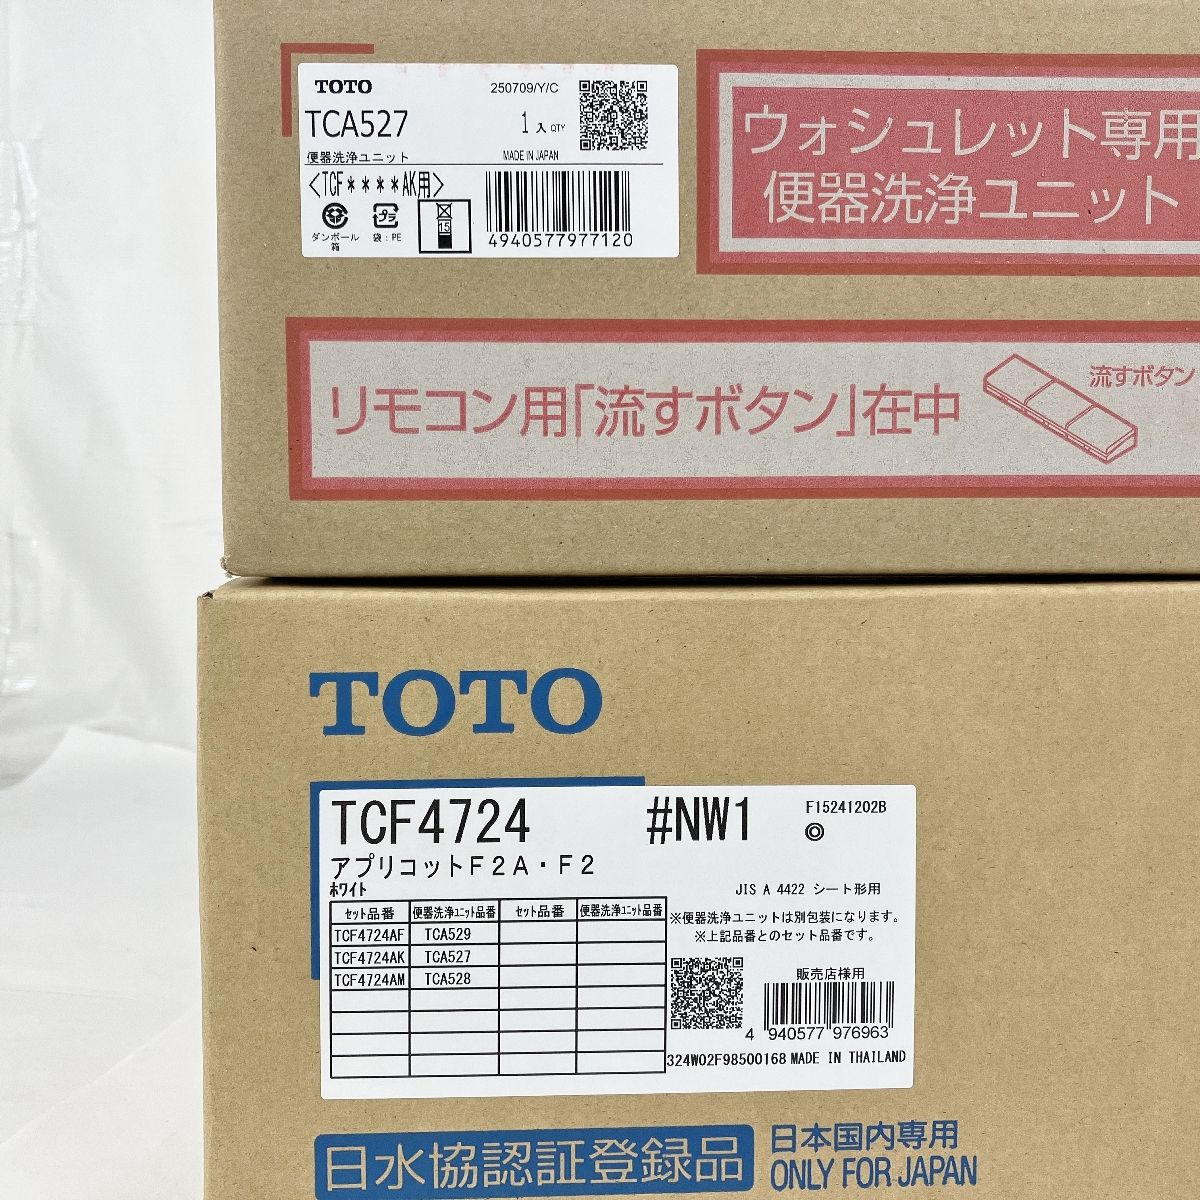 TOTO
250709/Y/C
TCA527
1入 QTY
便器洗浄ユニット
MADE IN JAPAN
<TCF****AK用>
ダンボール
箱
プラ
袋:PE
15
4940577977120
ウォシュレット専用
便器洗浄ユニット
リモコン用「流すボタン」在中
流すボタン
TOTO
TCF4724 #NW1
F15241202B
◎
アプリコットF2A・F2
ホワイト
JIS A 4422 シート形用
セット品番 便器洗浄ユニット品番 セット品番 便器洗浄ユニット品番
TCF4724AF TCA529
TCF4724AK TCA527
TCF4724AM TCA528
※便器洗浄ユニットは別包装になります。
※上記品番とのセット品番です。
販売店様用
4 940577 976963
324W02F98500168 MADE IN THAILAND
日水協認証登録品
日本国内専用
ONLY FOR JAPAN